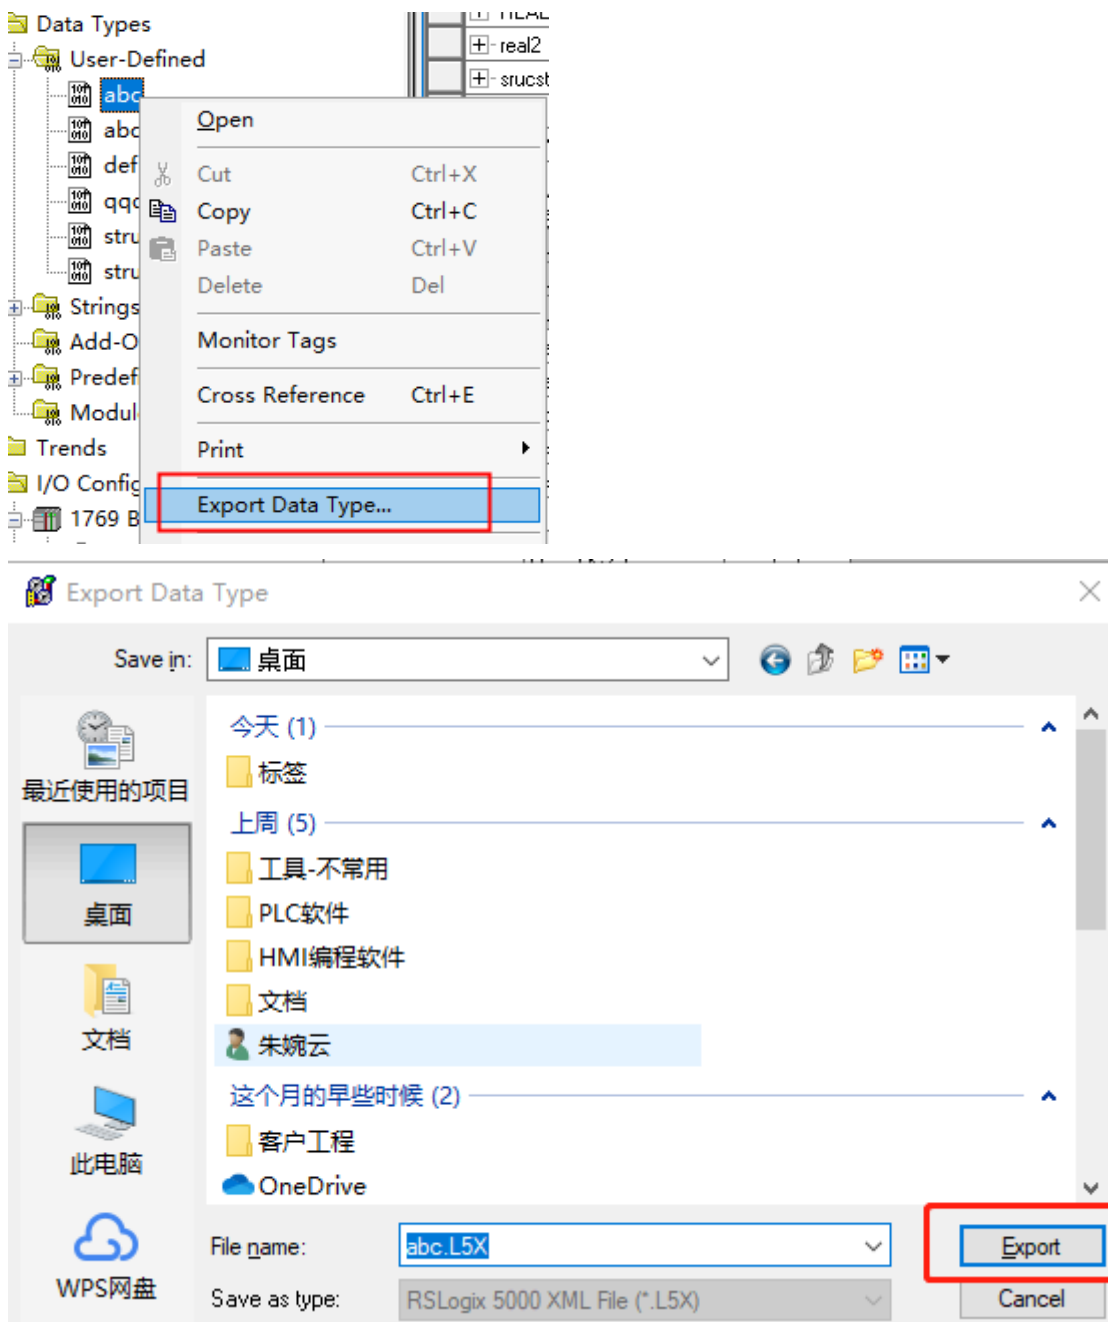 Data Types
real2
User-Defined
srucst
abc
Open
abc
def
Cut Ctrl+X
qqq
Copy Ctrl+C
stru
Paste Ctrl+V
stru
Delete Del
Strings
Add-O
Monitor Tags
Predef
Cross Reference Ctrl+E
Modul
Trends
Print
I/O Config
Export Data Type...
1769 B
Export Data Type
Save in: 桌面
今天 (1)
标签
最近使用的项目
上周 (5)
工具-不常用
桌面
PLC软件
HMI编程软件
文档
文档
朱婉云
这个月的早些时候 (2)
客户工程
此电脑
OneDrive
File name: abc.L5X Export
WPS网盘
Save as type: RSLogix 5000 XML File (*.L5X) Cancel